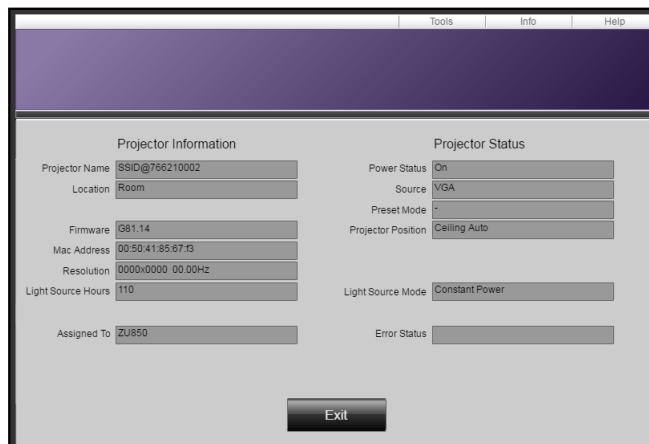 Tools Info Help
Projector Information
Projector Name SSID@766210002
Location Room
Firmware G81.14
Mac Address 00:50:41:85:67:f3
Resolution 0000x0000 00.00Hz
Light Source Hours 110
Assigned To ZU850
Projector Status
Power Status On
Source VGA
Preset Mode -
Projector Position Ceiling Auto
Light Source Mode Constant Power
Error Status
Exit